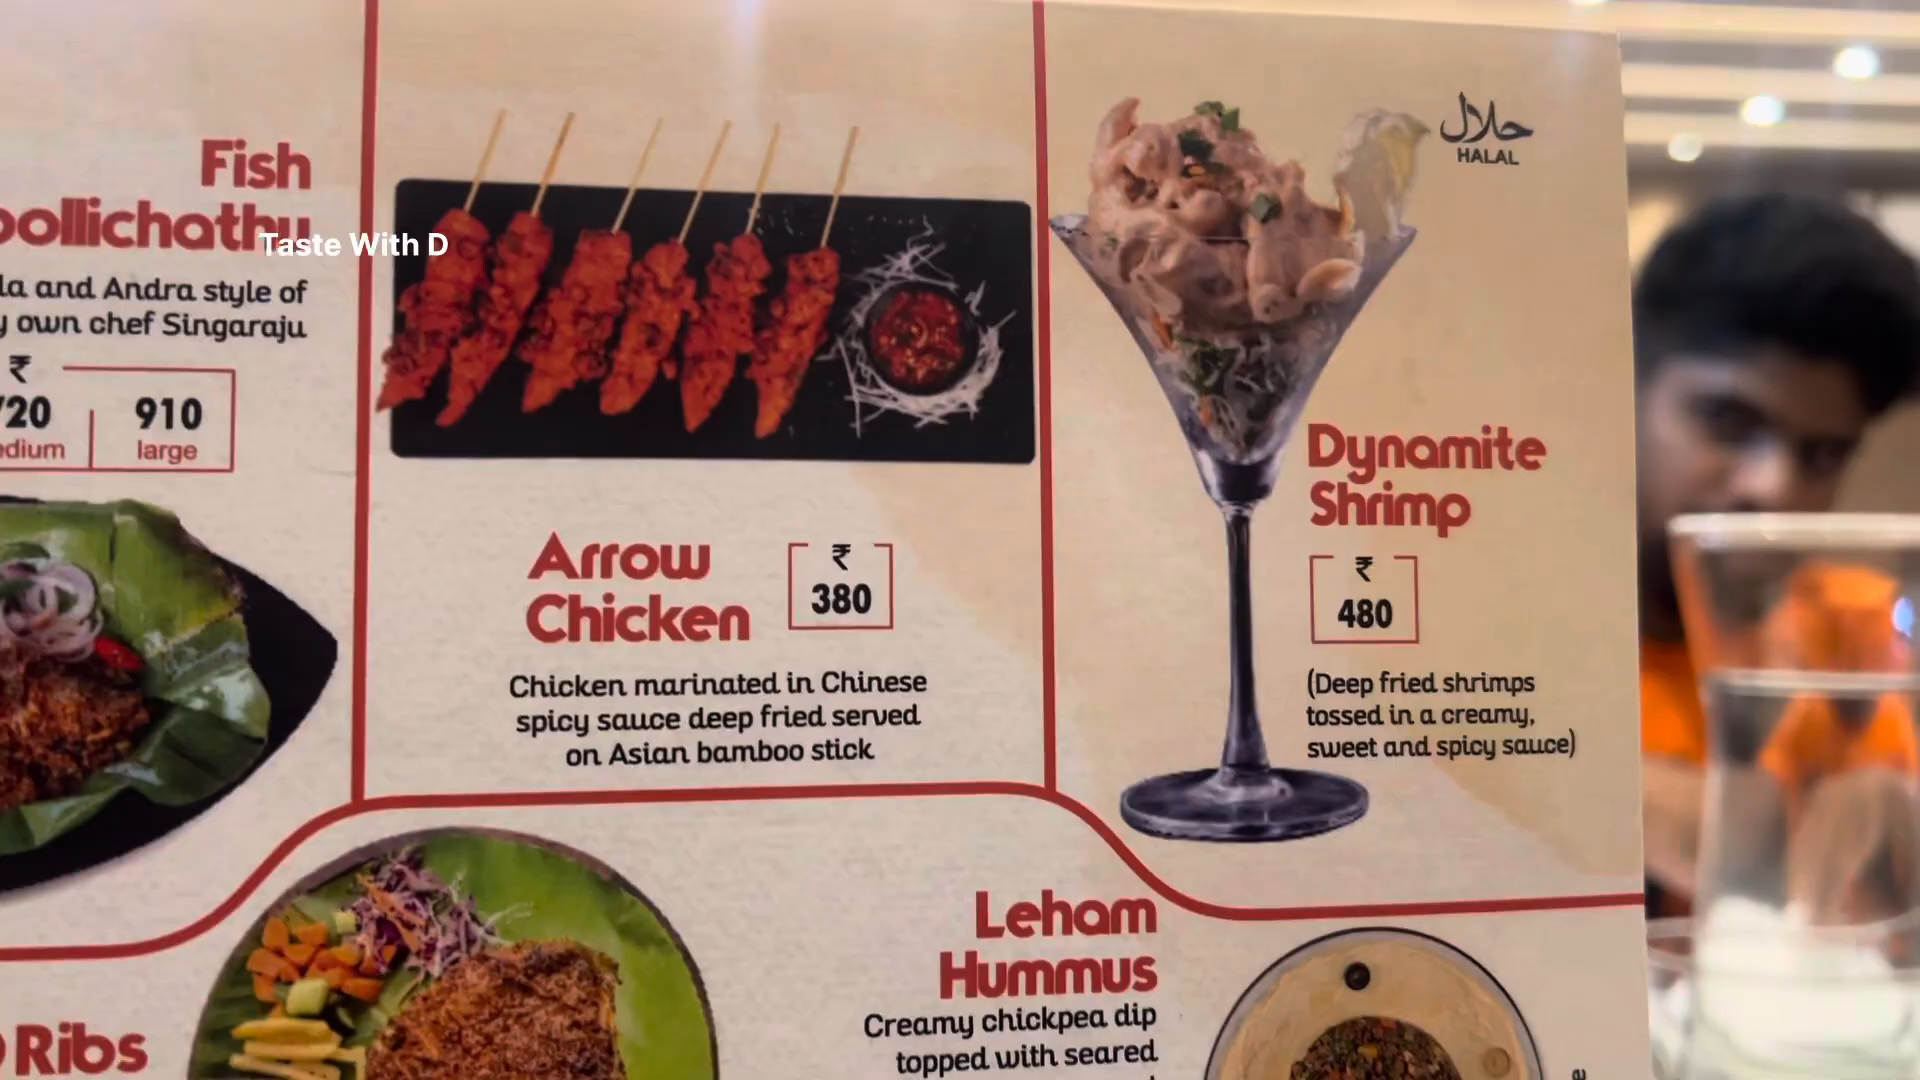 Fish
pollichathu
la and Andra style of
own chef Singaraju
₹
720 910
medium large
Taste With D
Arrow
Chicken
₹
380
Chicken marinated in Chinese
spicy sauce deep fried served
on Asian bamboo stick
حلال
HALAL
Dynamite
Shrimp
₹
480
(Deep fried shrimps
tossed in a creamy,
sweet and spicy sauce)
Ribs
Leham
Hummus
Creamy chickpea dip
topped with seared